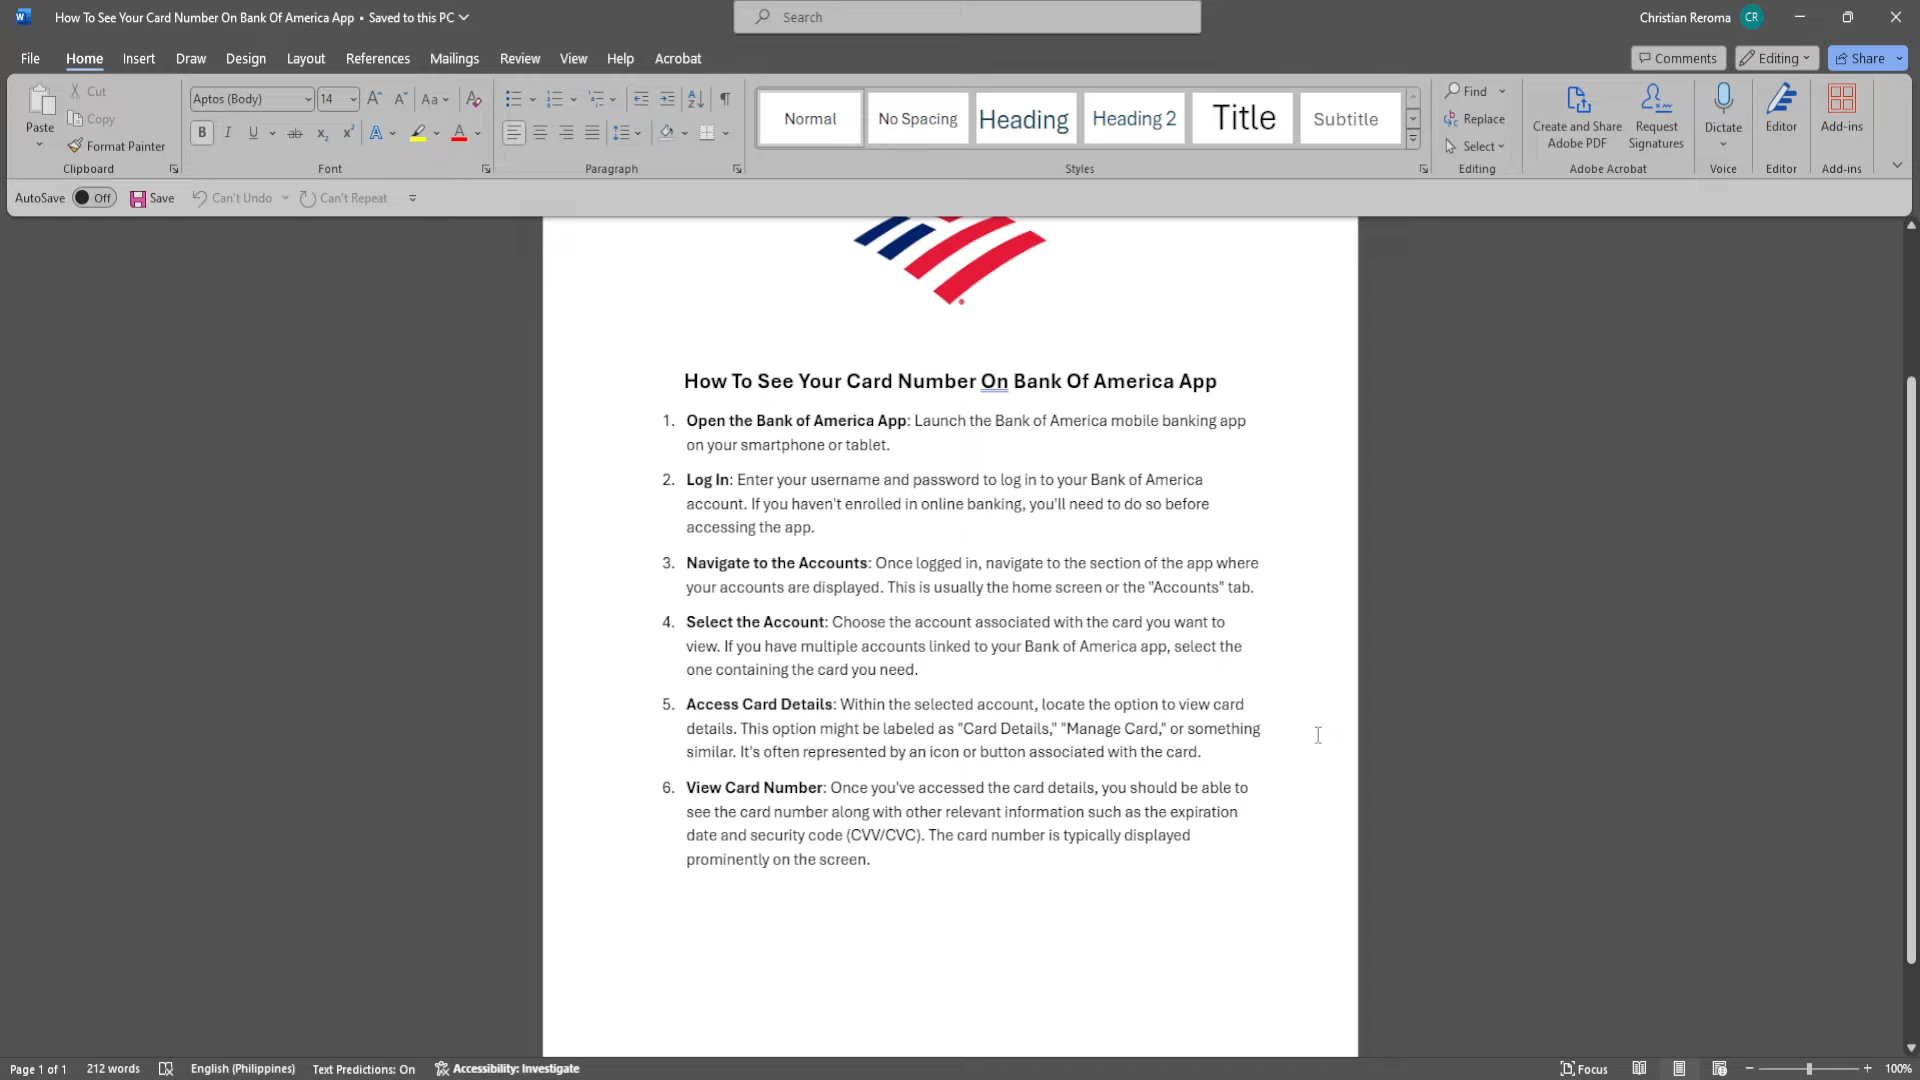 How To See Your Card Number On Bank Of America App • Saved to this PC
Search
Christian Reroma CR
File Home Insert Draw Design Layout References Mailings Review View Help Acrobat
Comments Editing Share
Paste
Cut
Copy
Format Painter
Clipboard
Aptos (Body) 14
Font
Paragraph
Normal No Spacing Heading Heading 2 Title Subtitle
Styles
Find
Replace
Select
Editing
Create and Share
Adobe PDF
Request
Signatures
Adobe Acrobat
Dictate
Voice
Editor
Editor
Add-ins
Add-ins
AutoSave Off Save Can't Undo Can't Repeat
How To See Your Card Number On Bank Of America App
1. Open the Bank of America App: Launch the Bank of America mobile banking app
on your smartphone or tablet.
2. Log In: Enter your username and password to log in to your Bank of America
account. If you haven't enrolled in online banking, you'll need to do so before
accessing the app.
3. Navigate to the Accounts: Once logged in, navigate to the section of the app where
your accounts are displayed. This is usually the home screen or the "Accounts" tab.
4. Select the Account: Choose the account associated with the card you want to
view. If you have multiple accounts linked to your Bank of America app, select the
one containing the card you need.
5. Access Card Details: Within the selected account, locate the option to view card
details. This option might be labeled as "Card Details," "Manage Card," or something
similar. It's often represented by an icon or button associated with the card.
6. View Card Number: Once you've accessed the card details, you should be able to
see the card number along with other relevant information such as the expiration
date and security code (CVV/CVC). The card number is typically displayed
prominently on the screen.
Page 1 of 1 212 words English (Philippines) Text Predictions: On Accessibility: Investigate Focus 100%